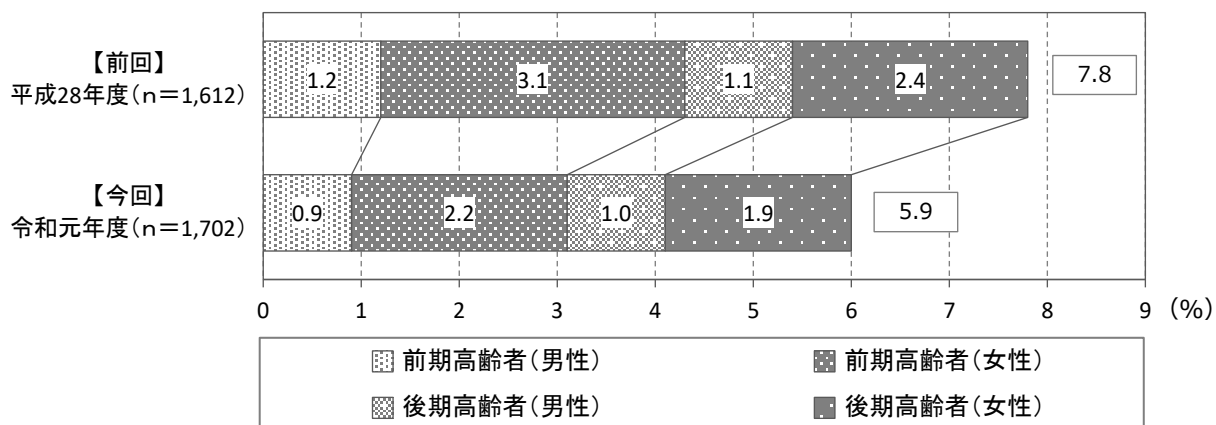 【前回】
平成28年度(n=1,612)
1.2
3.1
1.1
2.4
7.8
【今回】
令和元年度(n=1,702)
0.9
2.2
1.0
1.9
5.9
0 1 2 3 4 5 6 7 8 9 (%)
前期高齢者(男性) 前期高齢者(女性)
後期高齢者(男性) 後期高齢者(女性)